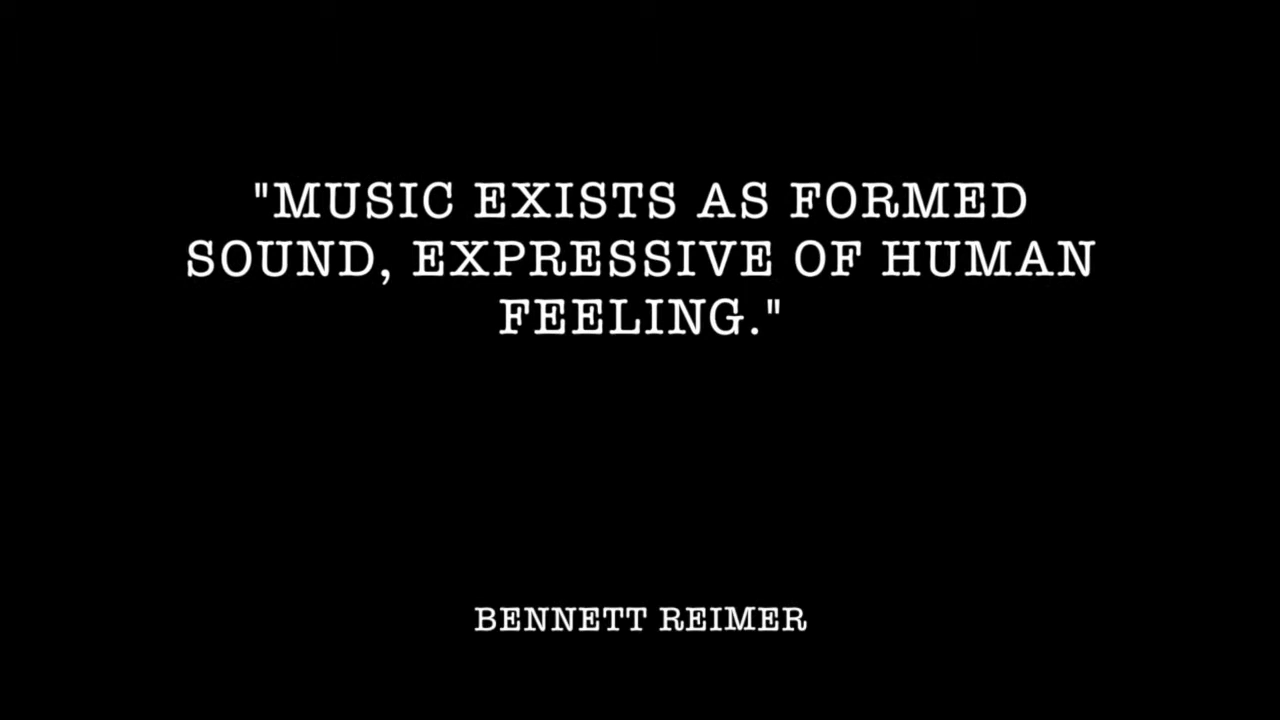 "MUSIC EXISTS AS FORMED
SOUND, EXPRESSIVE OF HUMAN
FEELING."
BENNETT REIMER